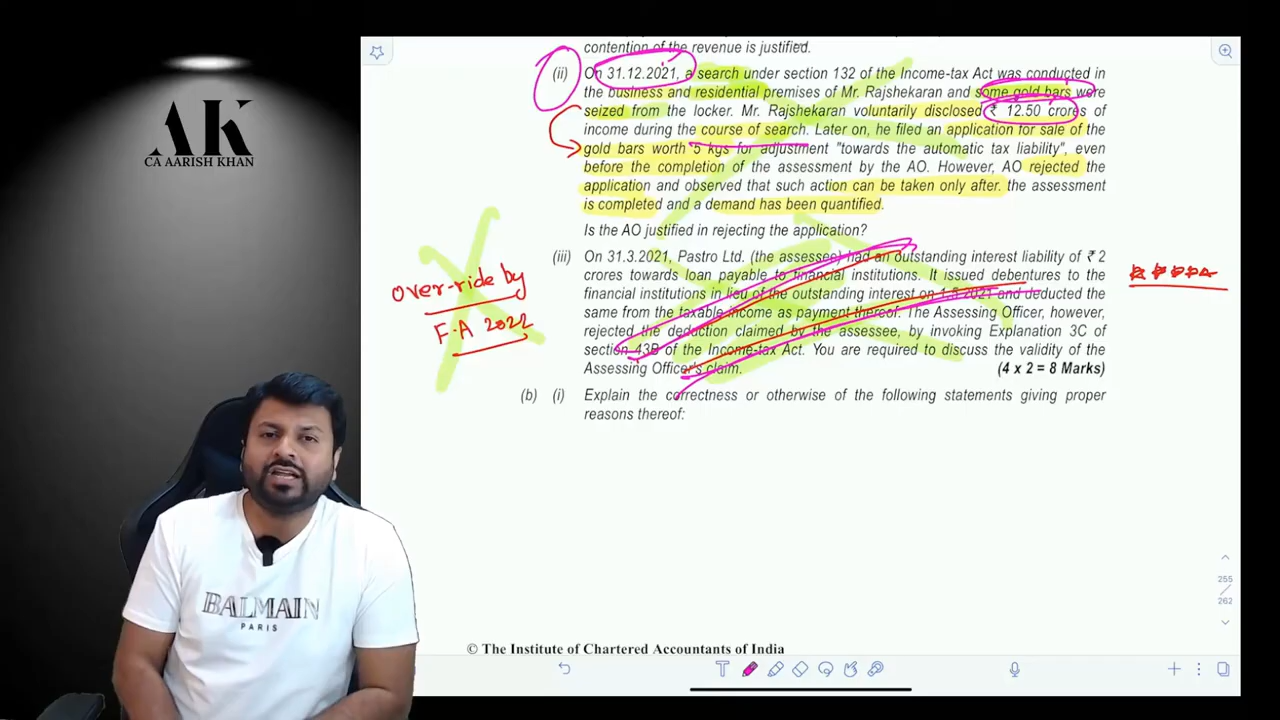 AK
CA AARISH KHAN
contention of the revenue is justified.
(ii) On 31.12.2021, a search under section 132 of the Income-tax Act was conducted in
the business and residential premises of Mr. Rajshekaran and some gold bars were
seized from the locker. Mr. Rajshekaran voluntarily disclosed ₹ 12.50 crores of
income during the course of search. Later on, he filed an application for sale of the
gold bars worth 5 kgs for adjustment "towards the automatic tax liability", even
before the completion of the assessment by the AO. However, AO rejected the
application and observed that such action can be taken only after. the assessment
is completed and a demand has been quantified.
Is the AO justified in rejecting the application?
(iii) On 31.3.2021, Pastro Ltd. (the assessee) had an outstanding interest liability of ₹ 2
crores towards loan payable to financial institutions. It issued debentures to the
financial institutions in lieu of the outstanding interest on 1.5.2021 and deducted the
same from the taxable income as payment thereof. The Assessing Officer, however,
rejected the deduction claimed by the assessee, by invoking Explanation 3C of
section 43B of the Income-tax Act. You are required to discuss the validity of the
Assessing Officer's claim. (4 x 2 = 8 Marks)
Over-ride by
F.A 2022
(b) (i) Explain the correctness or otherwise of the following statements giving proper
reasons thereof:
BALMAIN
PARIS
255
262
© The Institute of Chartered Accountants of India